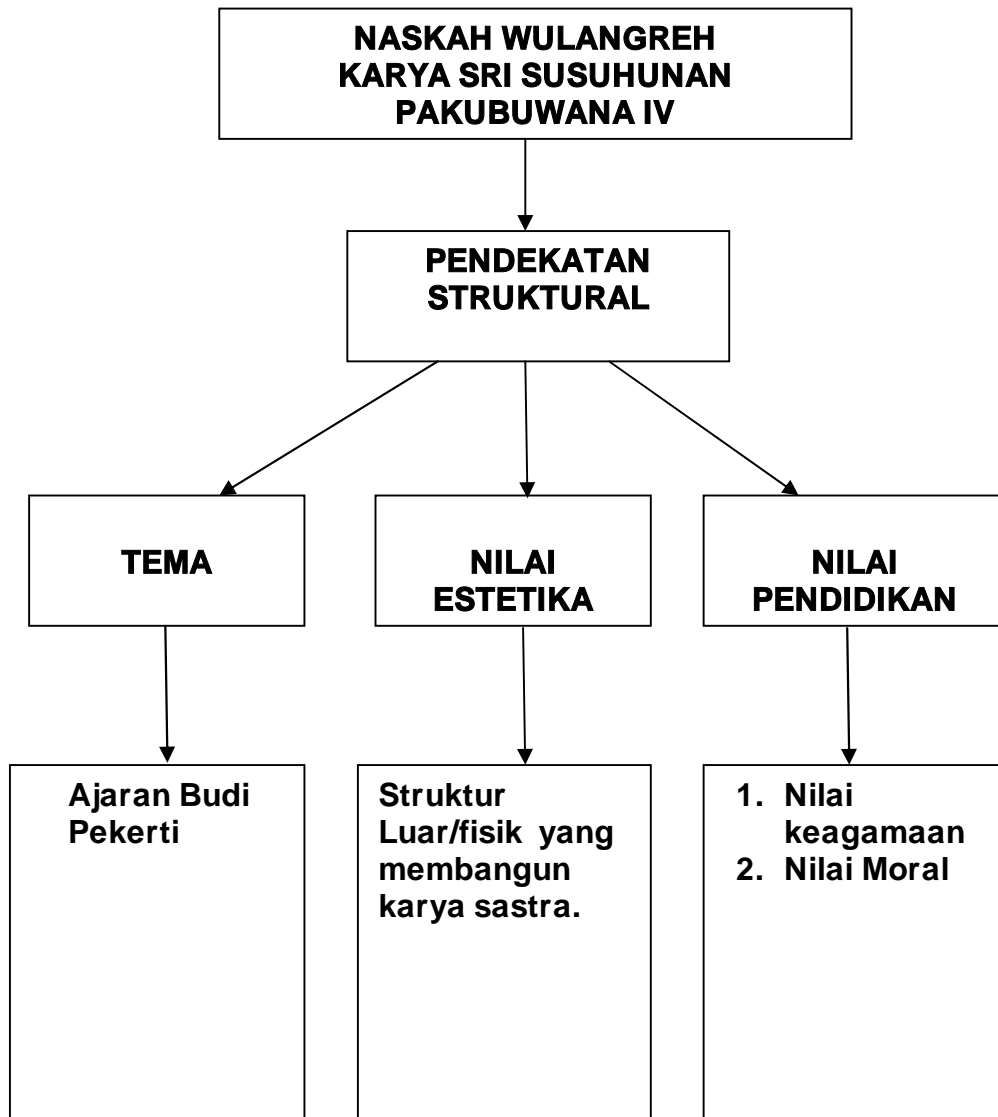 NASKAH WULANGREH
KARYA SRI SUSUHUNAN
PAKUBUWANA IV
PENDEKATAN
STRUKTURAL
TEMA
NILAI
ESTETIKA
NILAI
PENDIDIKAN
Ajaran Budi
Pekerti
Struktur
Luar/fisik yang
membangun
karya sastra.
1. Nilai
keagamaan
2. Nilai Moral